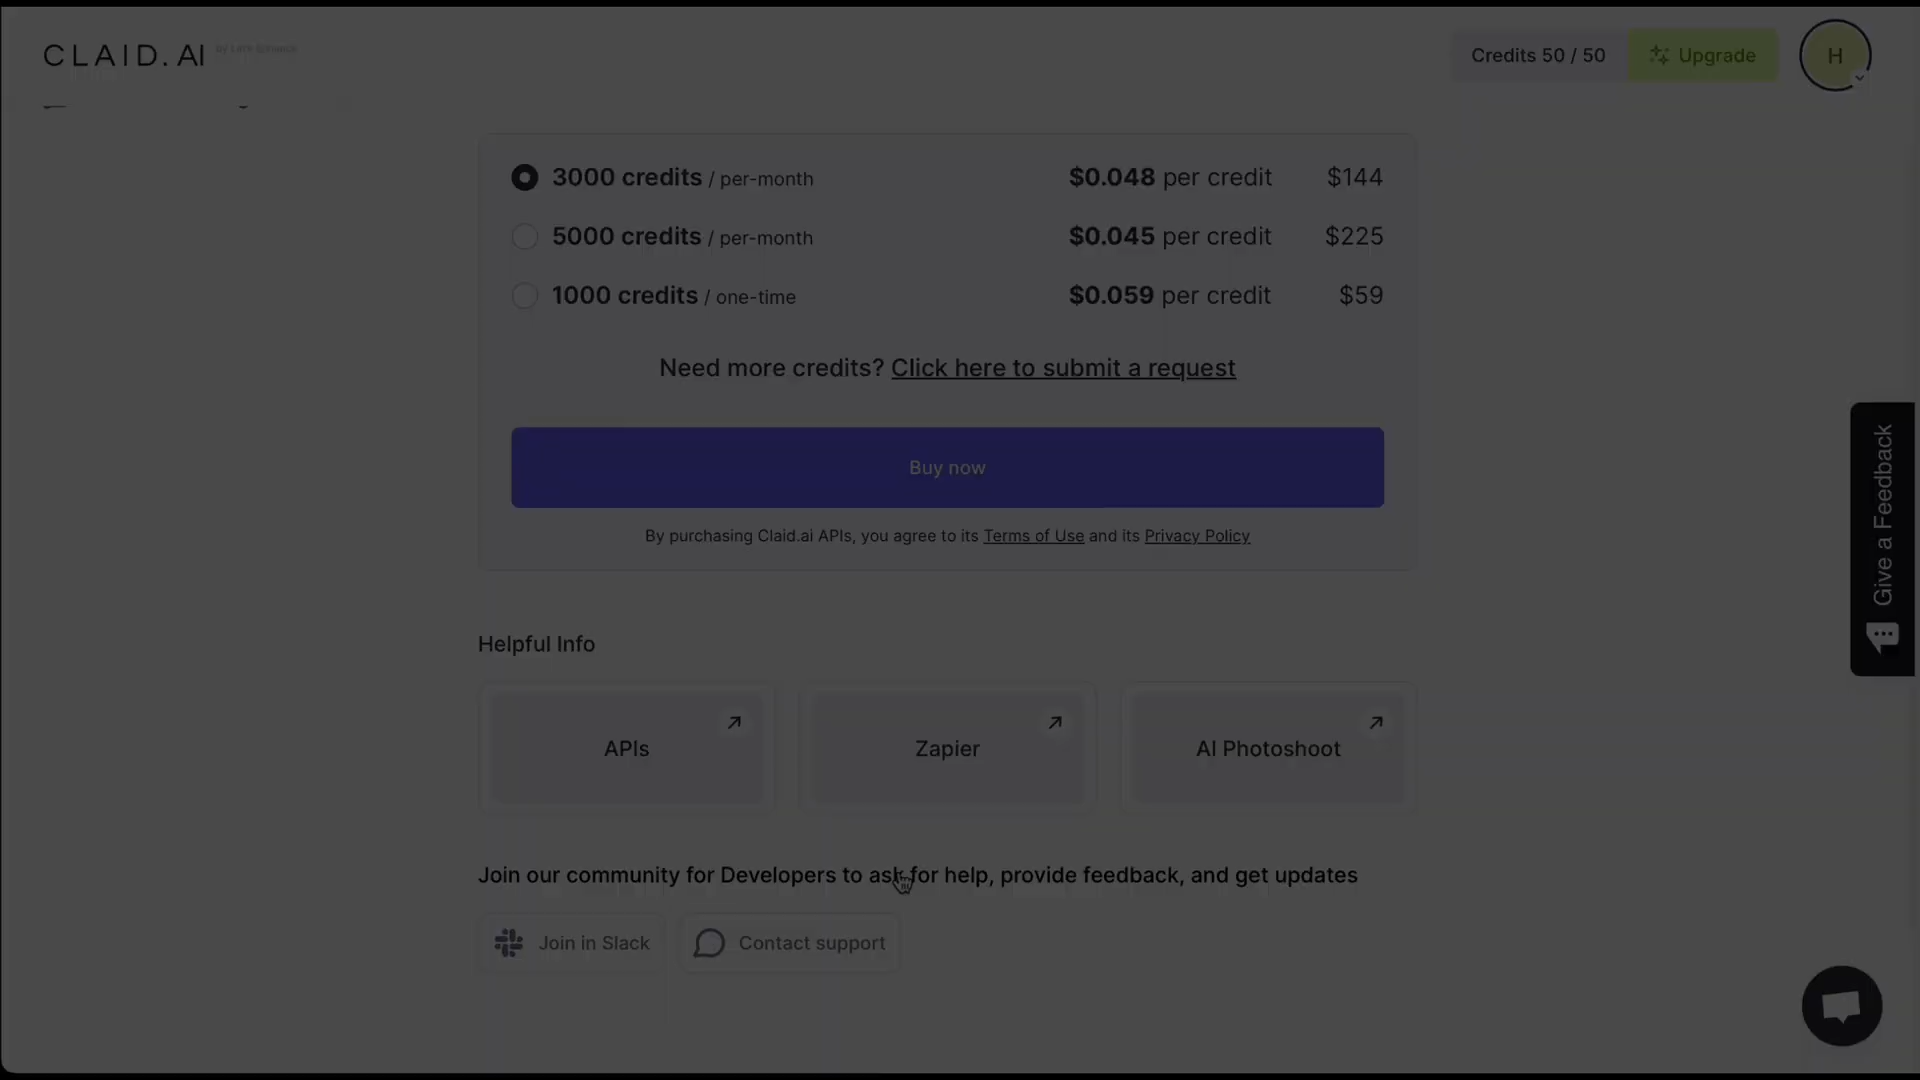 CLAID.AI by Let's Enhance
Credits 50 / 50
Upgrade
H
3000 credits / per-month $0.048 per credit $144
5000 credits / per-month $0.045 per credit $225
1000 credits / one-time $0.059 per credit $59
Need more credits? Click here to submit a request
Buy now
By purchasing Claid.ai APIs, you agree to its Terms of Use and its Privacy Policy
Give a Feedback
Helpful Info
APIs
Zapier
AI Photoshoot
Join our community for Developers to ask for help, provide feedback, and get updates
Join in Slack
Contact support